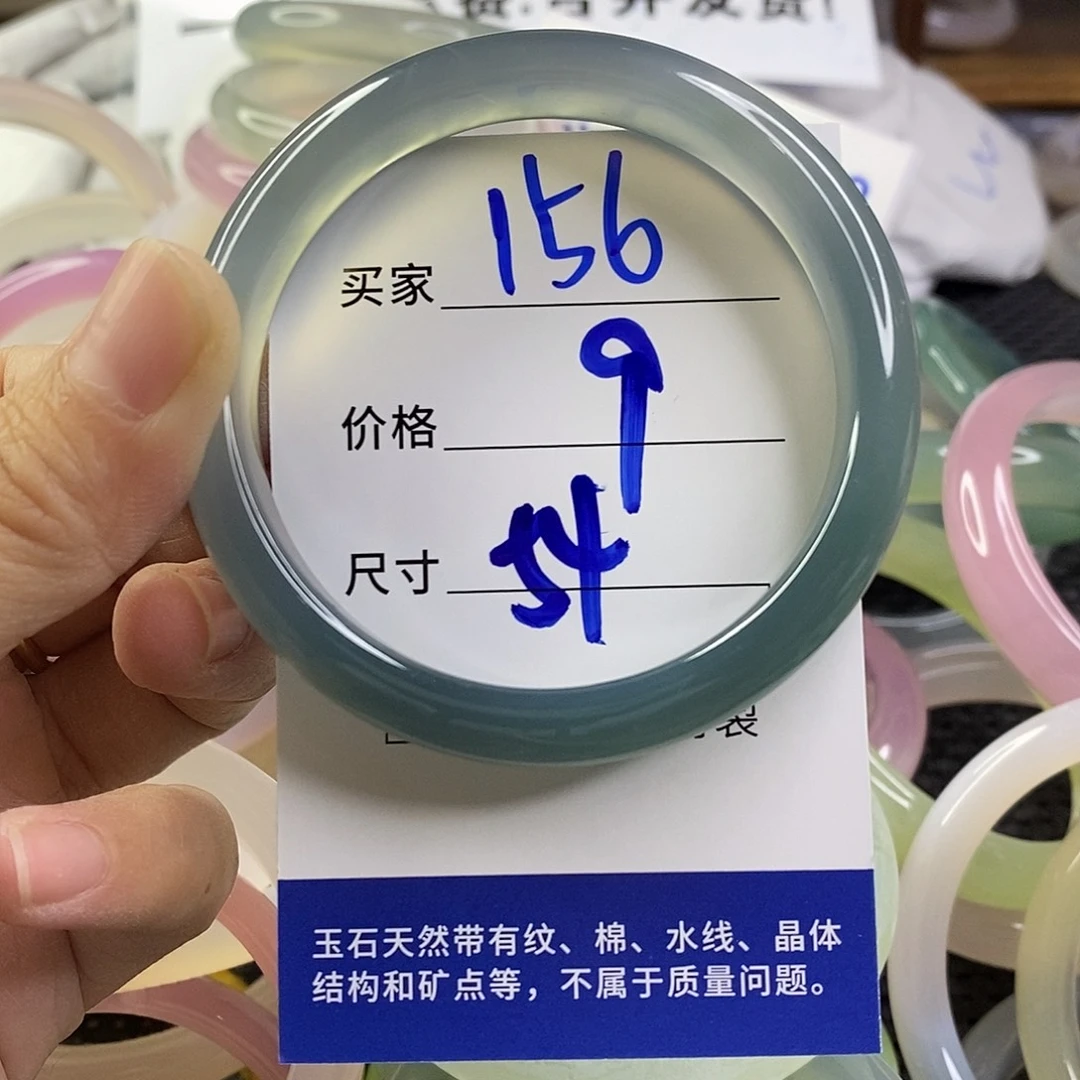 买家 156
价格 9
尺寸 54
玉石天然带有纹、棉、水线、晶体
结构和矿点等，不属于质量问题。